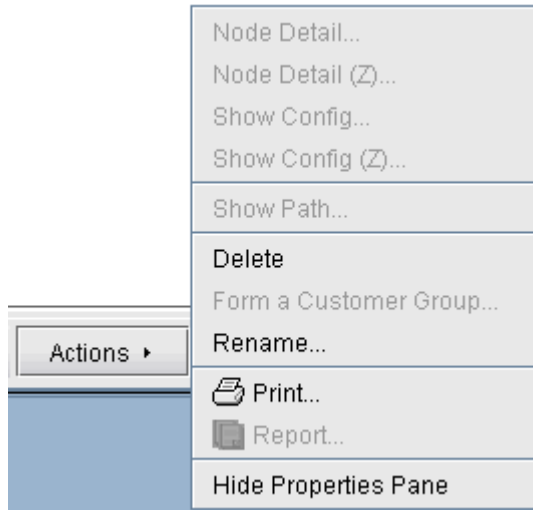 Node Detail...
Node Detail (Z)...
Show Config...
Show Config (Z)...
Show Path...
Delete
Form a Customer Group...
Rename...
Actions
Print...
Report...
Hide Properties Pane